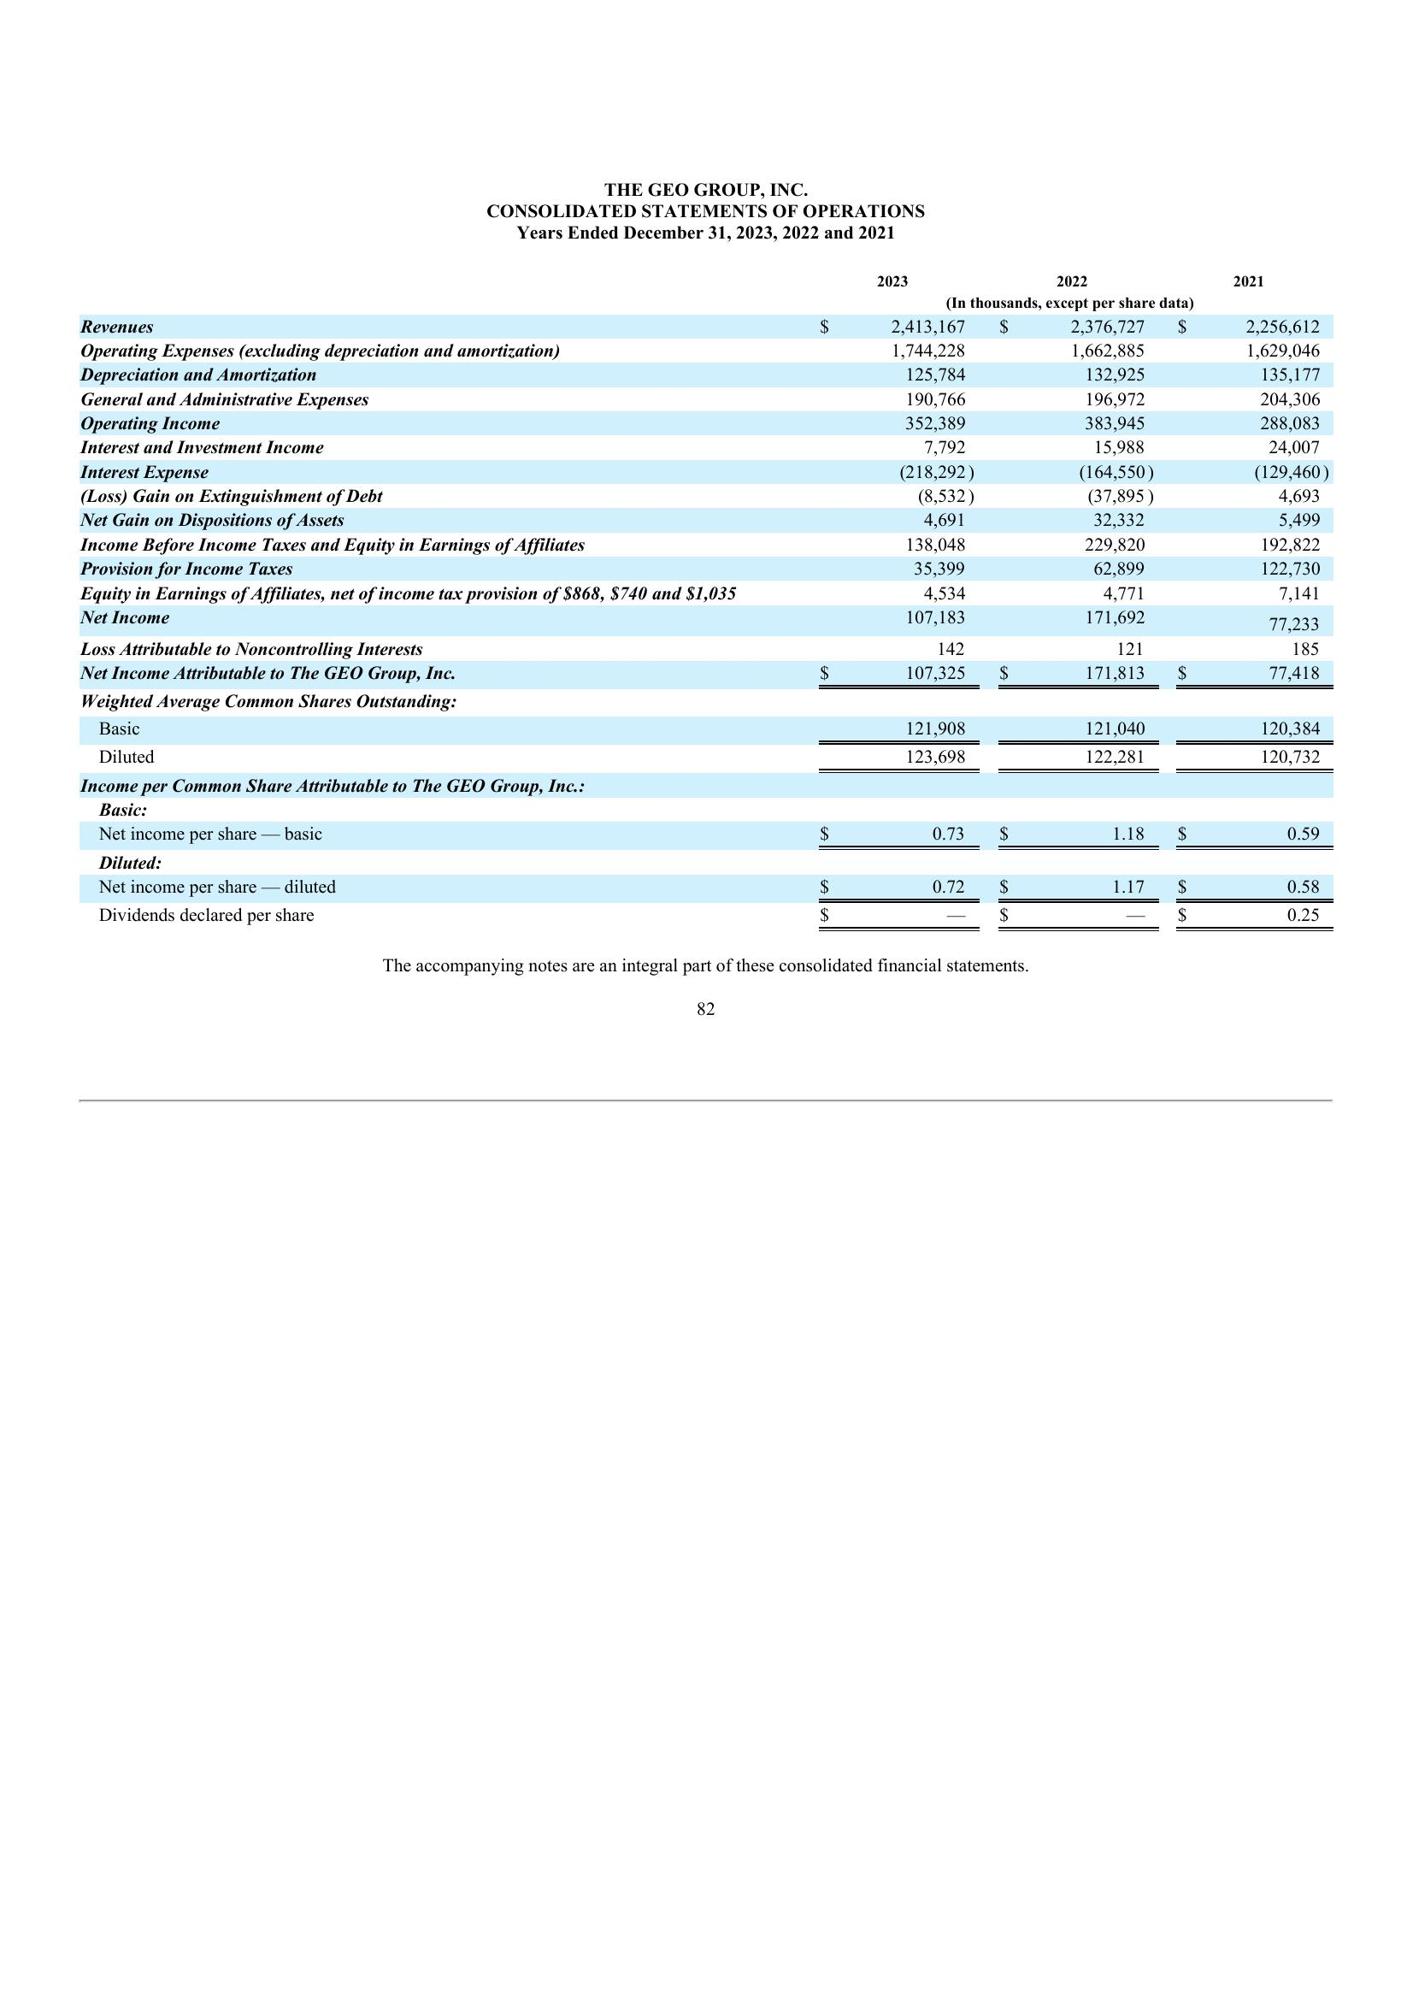 THE GEO GROUP, INC.
CONSOLIDATED STATEMENTS OF OPERATIONS
Years Ended December 31, 2023, 2022 and 2021
2023 2022 2021
(In thousands, except per share data)
Revenues $ 2,413,167 $ 2,376,727 $ 2,256,612
Operating Expenses (excluding depreciation and amortization) 1,744,228 1,662,885 1,629,046
Depreciation and Amortization 125,784 132,925 135,177
General and Administrative Expenses 190,766 196,972 204,306
Operating Income 352,389 383,945 288,083
Interest and Investment Income 7,792 15,988 24,007
Interest Expense (218,292) (164,550) (129,460)
(Loss) Gain on Extinguishment of Debt (8,532) (37,895) 4,693
Net Gain on Dispositions of Assets 4,691 32,332 5,499
Income Before Income Taxes and Equity in Earnings of Affiliates 138,048 229,820 192,822
Provision for Income Taxes 35,399 62,899 122,730
Equity in Earnings of Affiliates, net of income tax provision of $868, $740 and $1,035 4,534 4,771 7,141
Net Income 107,183 171,692 77,233
Loss Attributable to Noncontrolling Interests 142 121 185
Net Income Attributable to The GEO Group, Inc. $ 107,325 $ 171,813 $ 77,418
Weighted Average Common Shares Outstanding:
Basic 121,908 121,040 120,384
Diluted 123,698 122,281 120,732
Income per Common Share Attributable to The GEO Group, Inc.:
Basic:
Net income per share — basic $ 0.73 $ 1.18 $ 0.59
Diluted:
Net income per share — diluted $ 0.72 $ 1.17 $ 0.58
Dividends declared per share $ — $ — $ 0.25
The accompanying notes are an integral part of these consolidated financial statements.
82